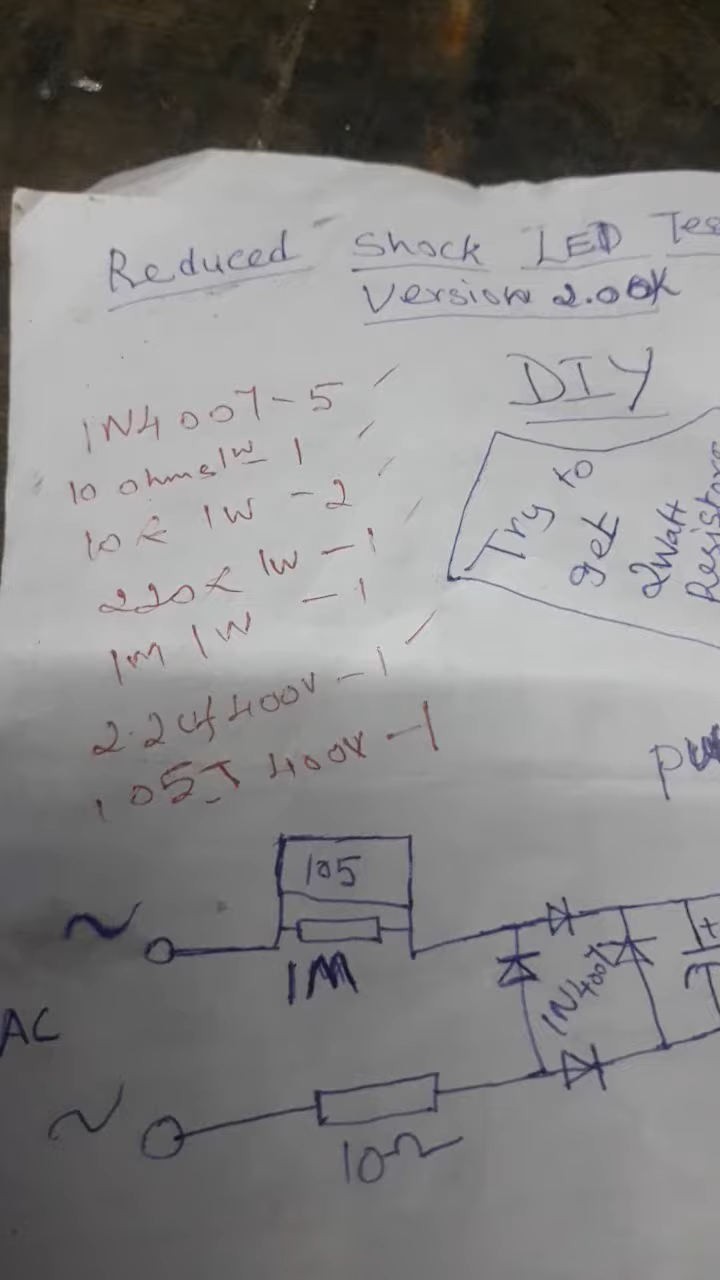 Reduced Shock LED Tes
Version 2.00K
DIY
1N4007-5
10 ohms 1W - 1
10K 1W - 2
220K 1W - 1
1M 1W - 1
2.2uf 400V - 1
105J 400V - 1
Try to
get
2Watt
Resistors
105
1M
1N4007
+
AC
10Ω